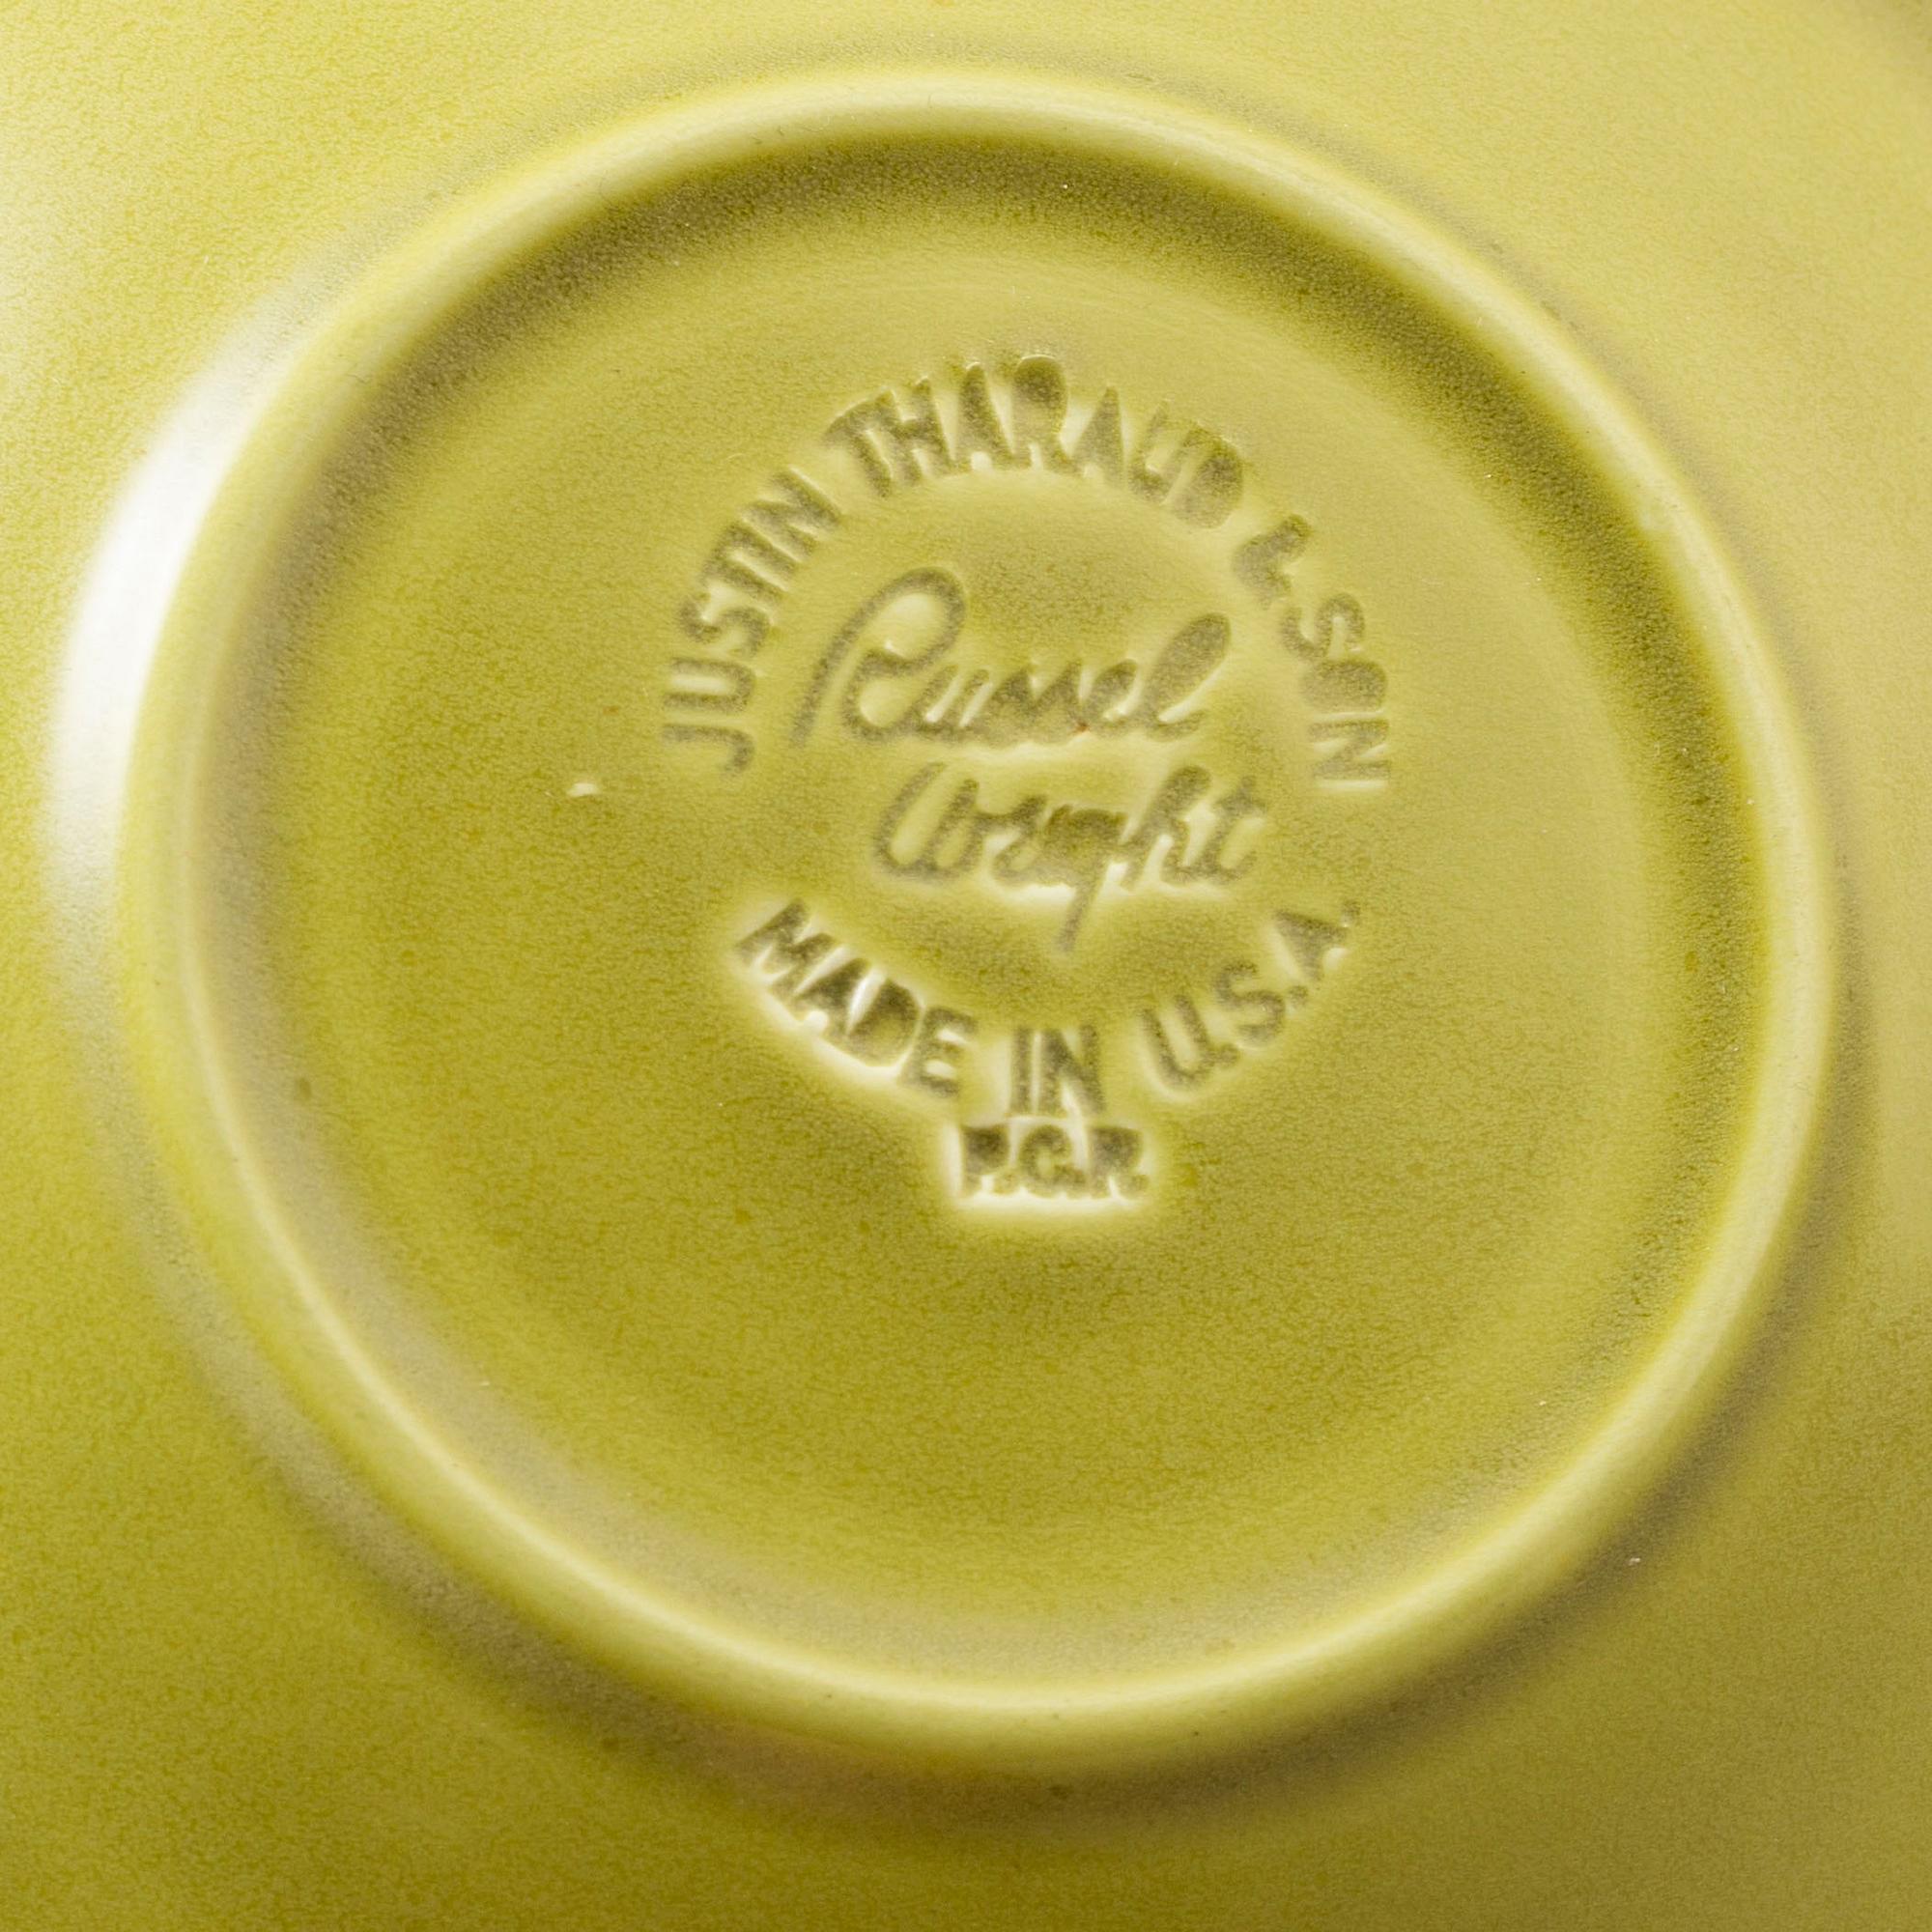 JUSTIN THARAUD & SON
Russel
Wright
MADE IN U.S.A.
P.G.R.